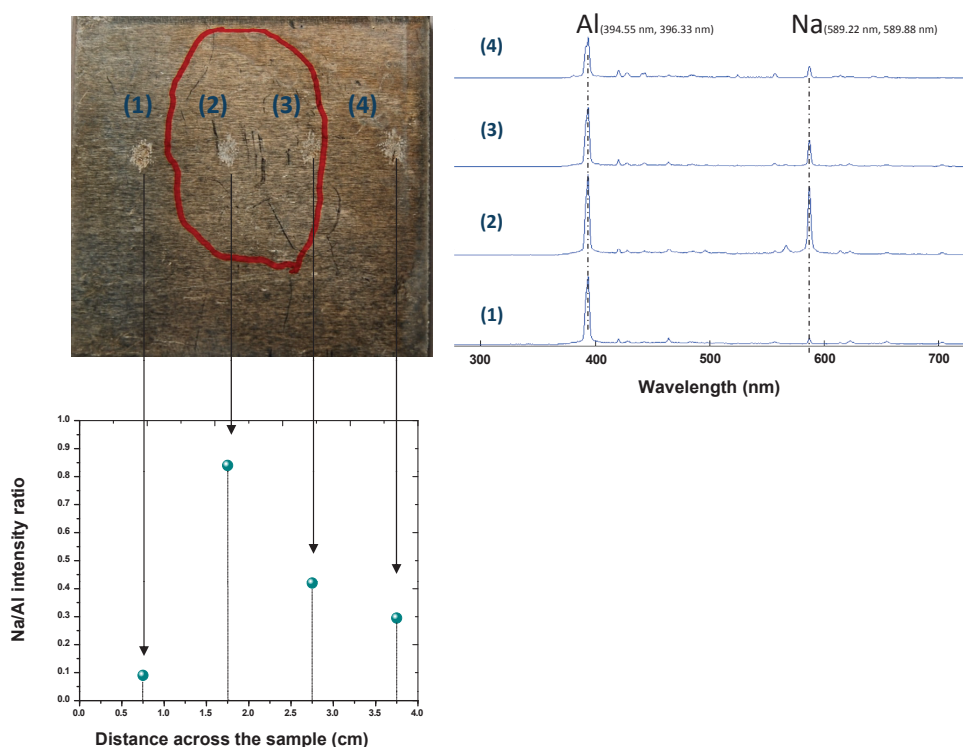 (1)
(2)
(3)
(4)
Al(394.55 nm, 396.33 nm)
Na(589.22 nm, 589.88 nm)
(4)
(3)
(2)
(1)
300 400 500 600 700
Wavelength (nm)
1.0
0.9
0.8
0.7
0.6
0.5
0.4
0.3
0.2
0.1
0.0
Na/Al intensity ratio
0.0 0.5 1.0 1.5 2.0 2.5 3.0 3.5 4.0
Distance across the sample (cm)